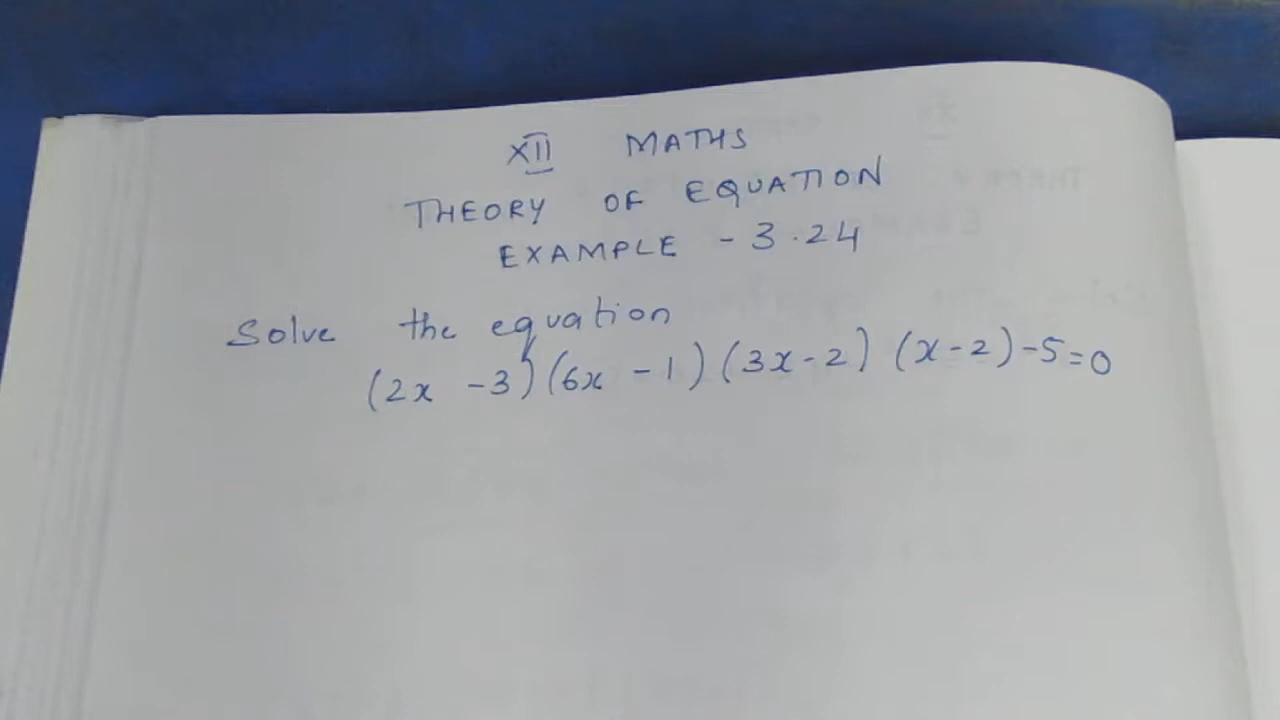 XII MATHS
THEORY OF EQUATION
EXAMPLE - 3.24
Solve the equation
(2x - 3)(6x - 1)(3x - 2)(x - 2) - 5 = 0